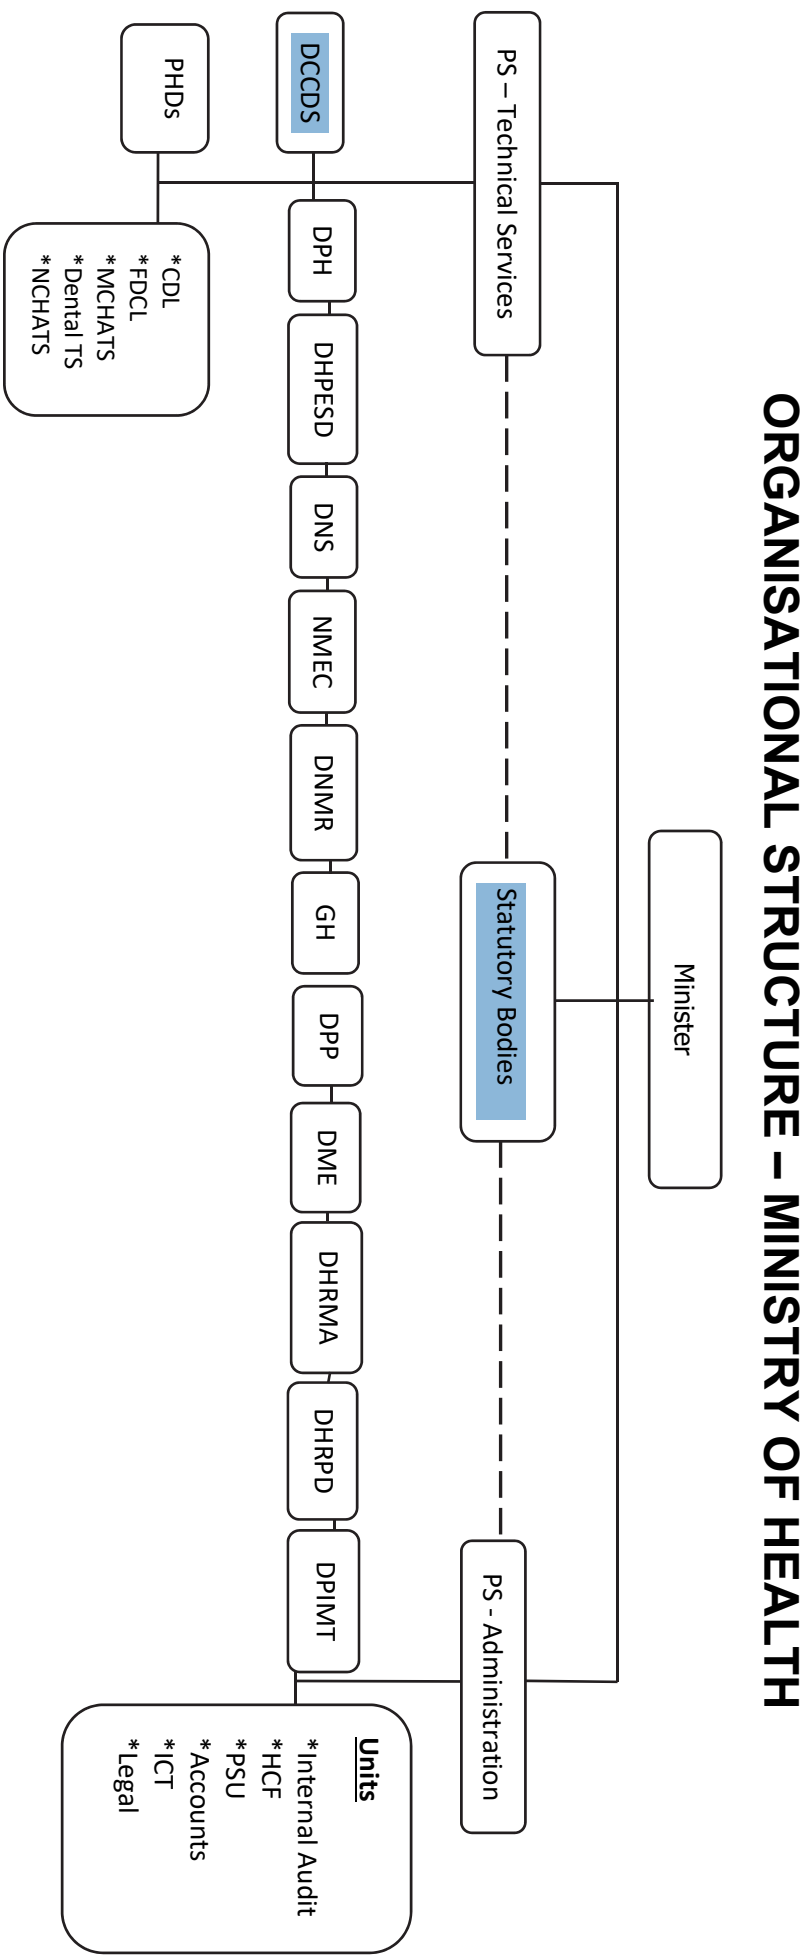 ORGANISATIONAL STRUCTURE – MINISTRY OF HEALTH
Minister
PS – Technical Services
Statutory Bodies
PS - Administration
DCCDS
DPH
DHPESD
DNS
NMEC
DNMR
GH
DPP
DME
DHRMA
DHRPD
DPIMT
PHDs
*CDL
*FDCL
*MCHATS
*Dental TS
*NCHATS
Units
*Internal Audit
*HCF
*PSU
*Accounts
*ICT
*Legal